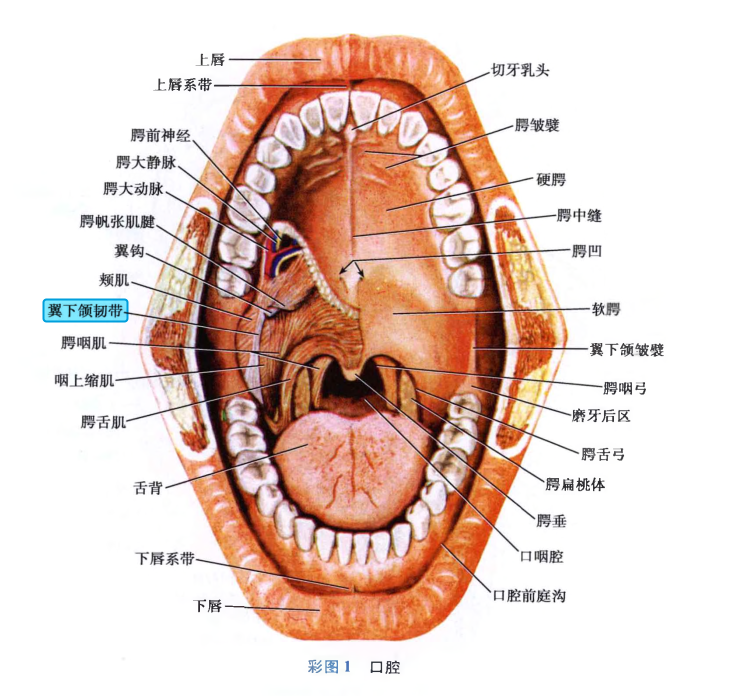 上唇
上唇系带
腭前神经
腭大静脉
腭大动脉
腭帆张肌腱
翼钩
颊肌
翼下颌韧带
腭咽肌
咽上缩肌
腭舌肌
舌背
下唇系带
下唇
切牙乳头
腭皱襞
硬腭
腭中缝
腭凹
软腭
翼下颌皱襞
腭咽弓
磨牙后区
腭舌弓
腭扁桃体
腭垂
口咽腔
口腔前庭沟
彩图 1 口腔